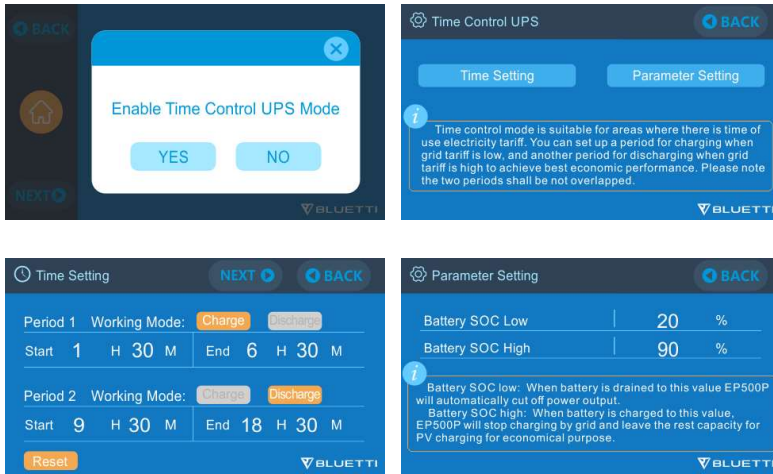 BACK
Enable Time Control UPS Mode
YES NO
NEXT
BLUETTI
Time Control UPS BACK
Time Setting Parameter Setting
Time control mode is suitable for areas where there is time of
use electricity tariff. You can set up a period for charging when
grid tariff is low, and another period for discharging when grid
tariff is high to achieve best economic performance. Please note
the two periods shall be not overlapped.
BLUETTI
Time Setting NEXT BACK
Period 1 Working Mode: Charge Discharge
Start 1 H 30 M End 6 H 30 M
Period 2 Working Mode: Charge Discharge
Start 9 H 30 M End 18 H 30 M
Reset BLUETTI
Parameter Setting BACK
Battery SOC Low 20 %
Battery SOC High 90 %
Battery SOC low: When battery is drained to this value EP500P
will automatically cut off power output.
Battery SOC high: When battery is charged to this value,
EP500P will stop charging by grid and leave the rest capacity for
PV charging for economical purpose.
BLUETTI